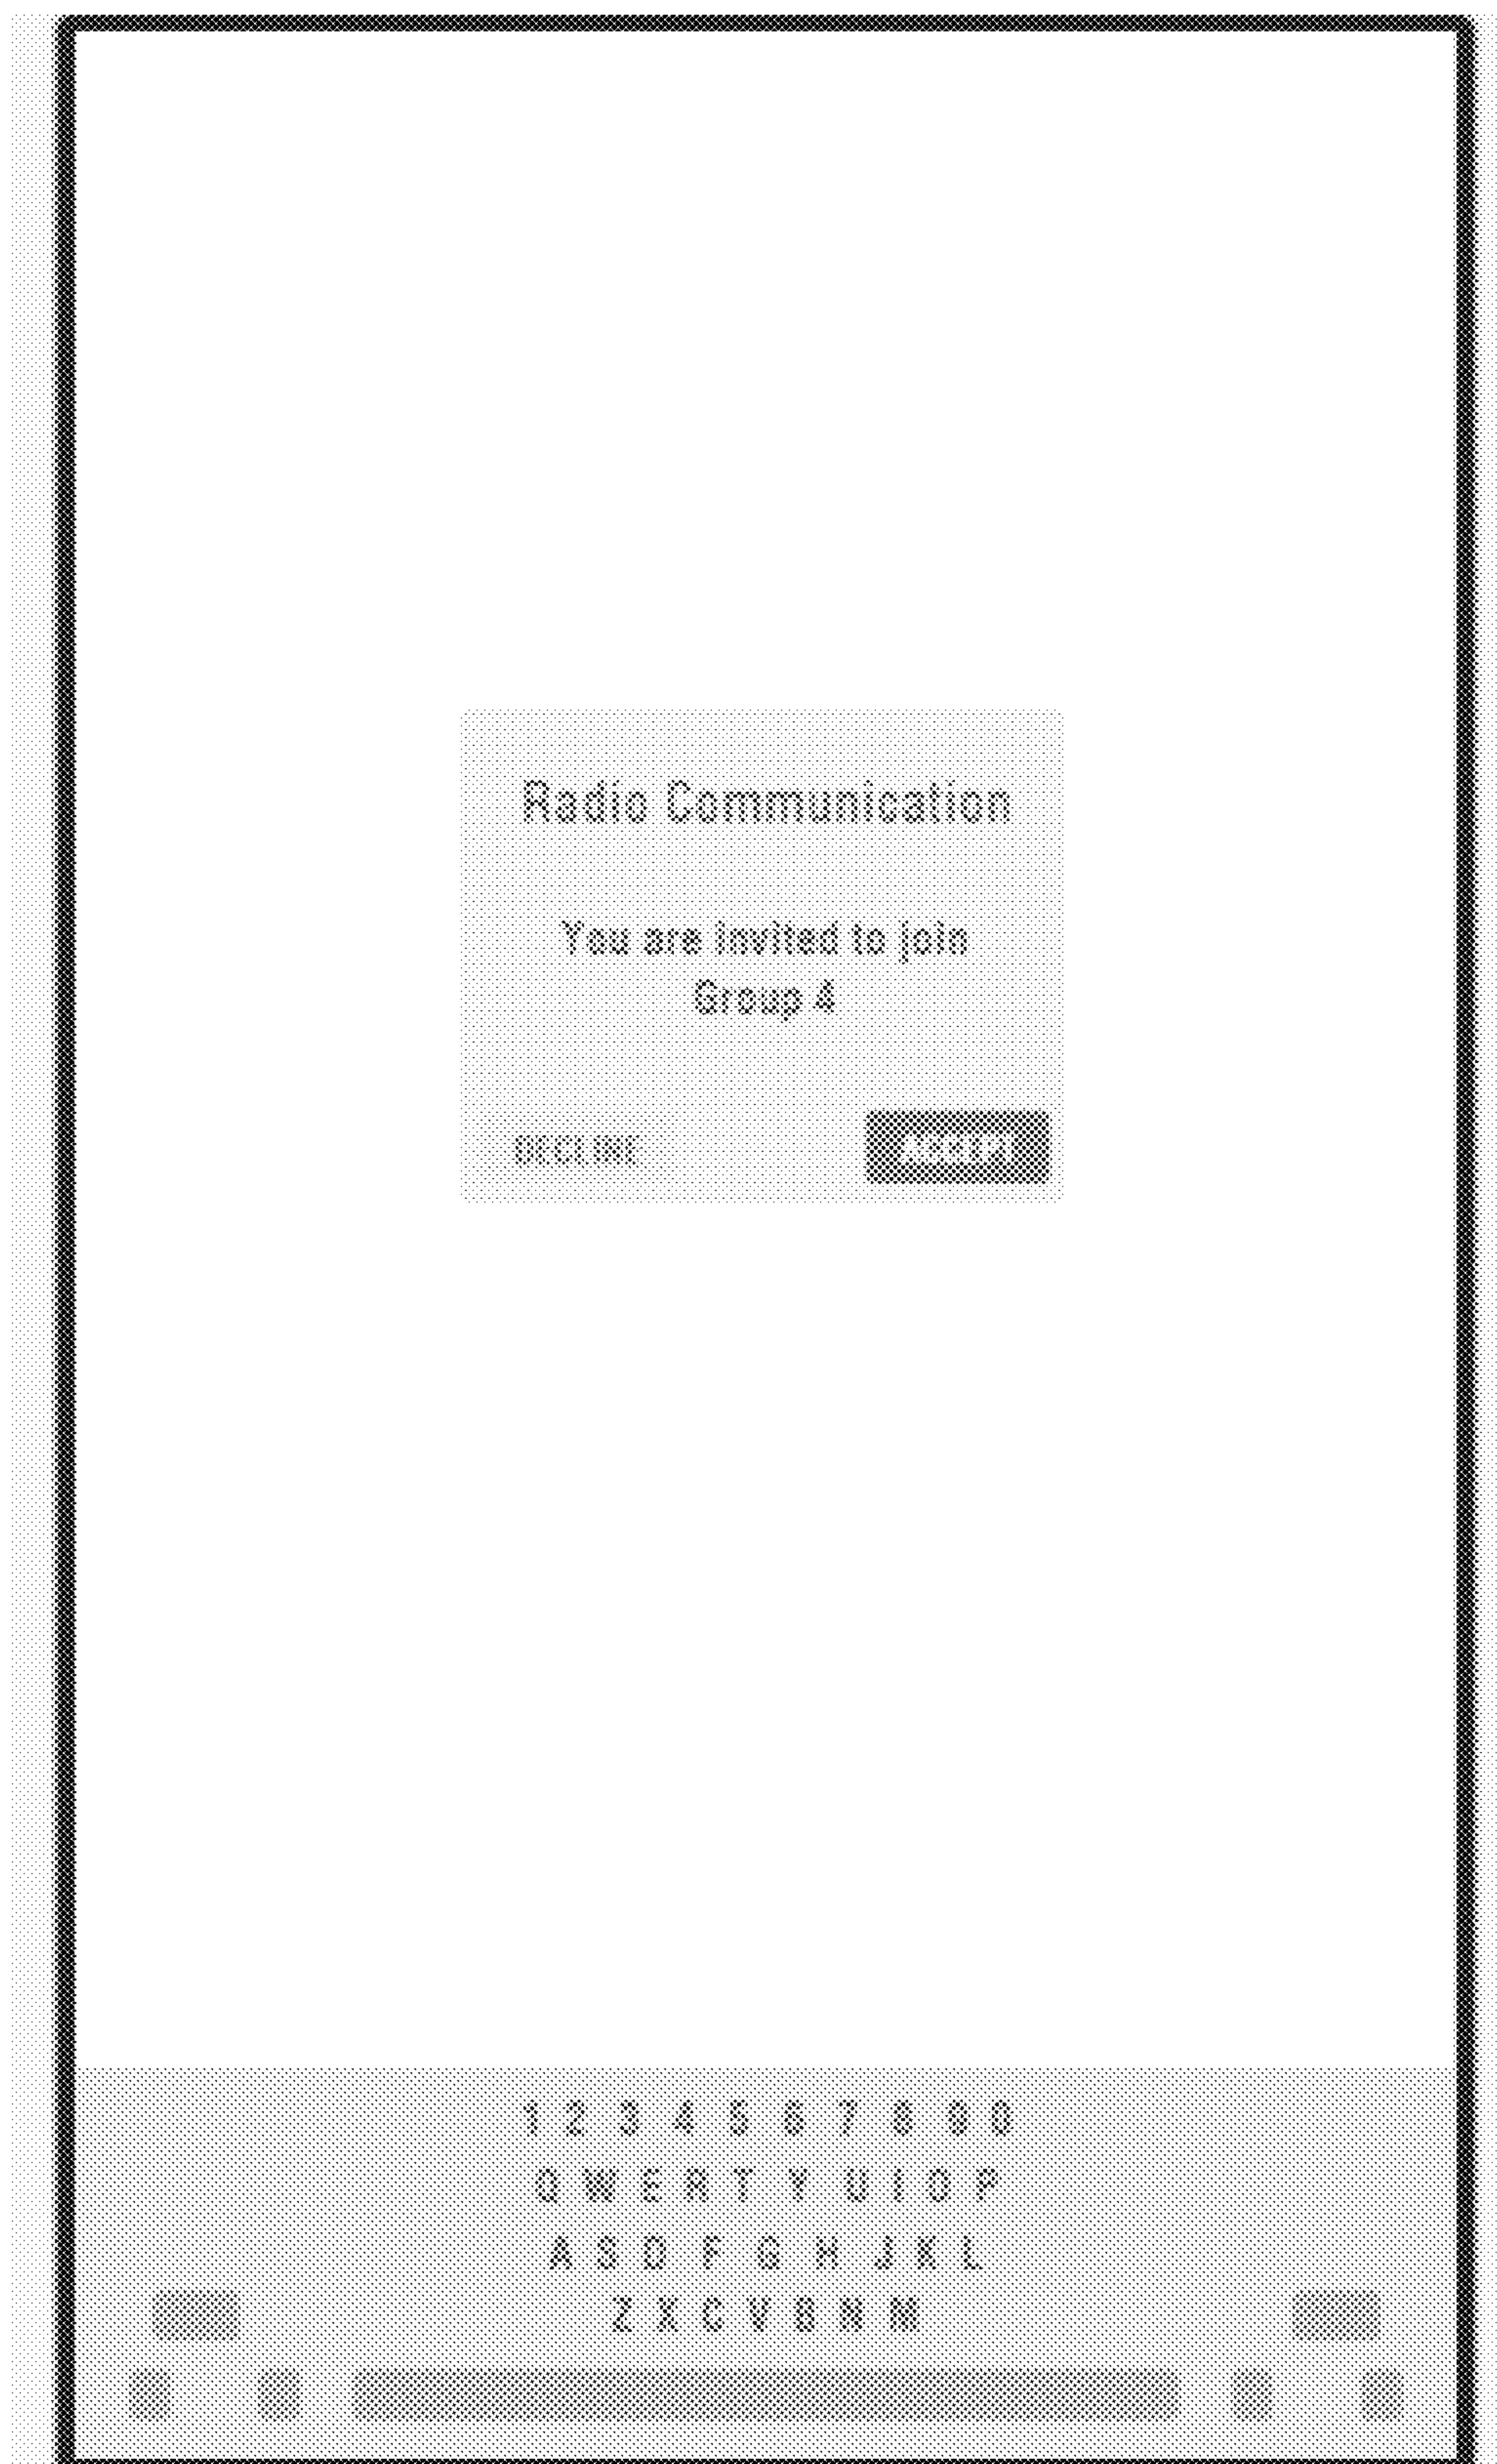 Radio Communication
You are invited to join
Group 4
DECLINE ACCEPT
1 2 3 4 5 6 7 8 9 0
Q W E R T Y U I O P
A S D F G H J K L
Z X C V B N M